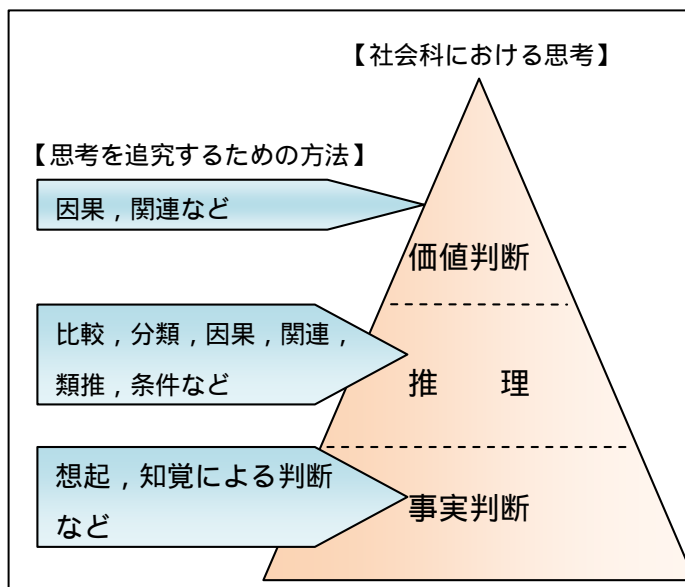 【社会科における思考】
【思考を追究するための方法】
因果，関連など
価値判断
比較，分類，因果，関連，
類推，条件など
推　　理
想起，知覚による判断
など
事実判断